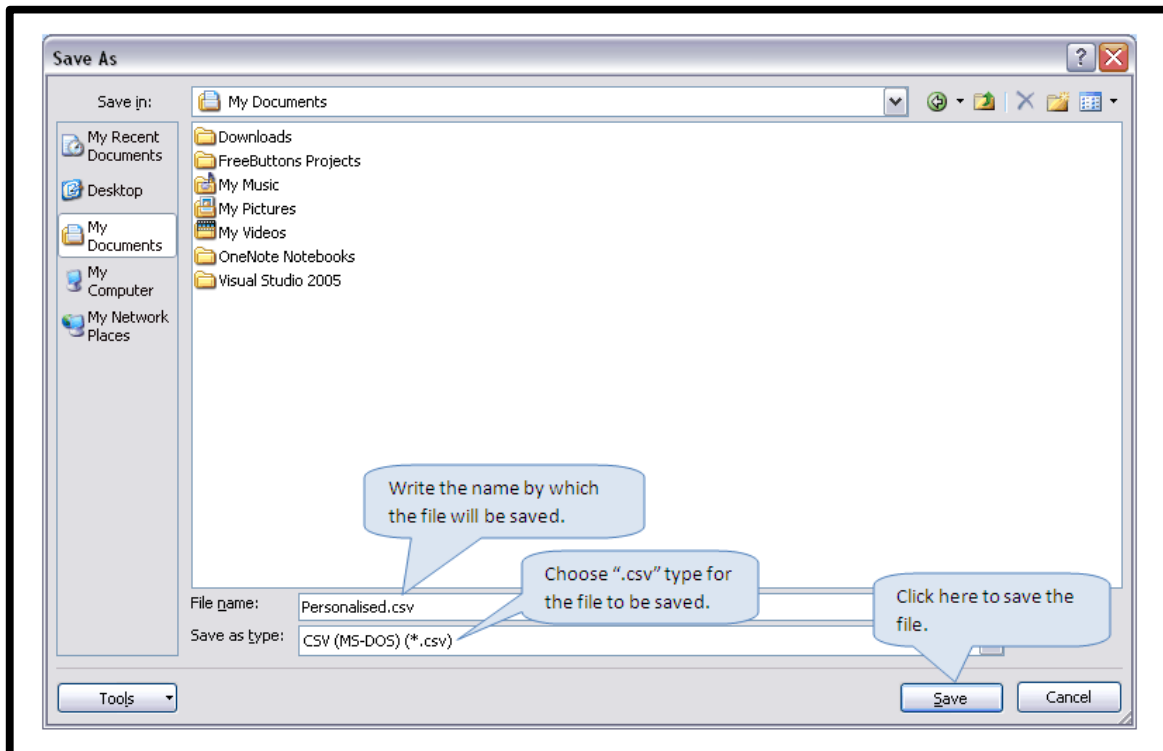 Save As
Save in:
My Documents
My Recent
Documents
Desktop
My
Documents
My
Computer
My Network
Places
Downloads
FreeButtons Projects
My Music
My Pictures
My Videos
OneNote Notebooks
Visual Studio 2005
Write the name by which
the file will be saved.
Choose “.csv” type for
the file to be saved.
Click here to save the
file.
File name:
Personalised.csv
Save as type:
CSV (MS-DOS) (*.csv)
Tools
Save
Cancel